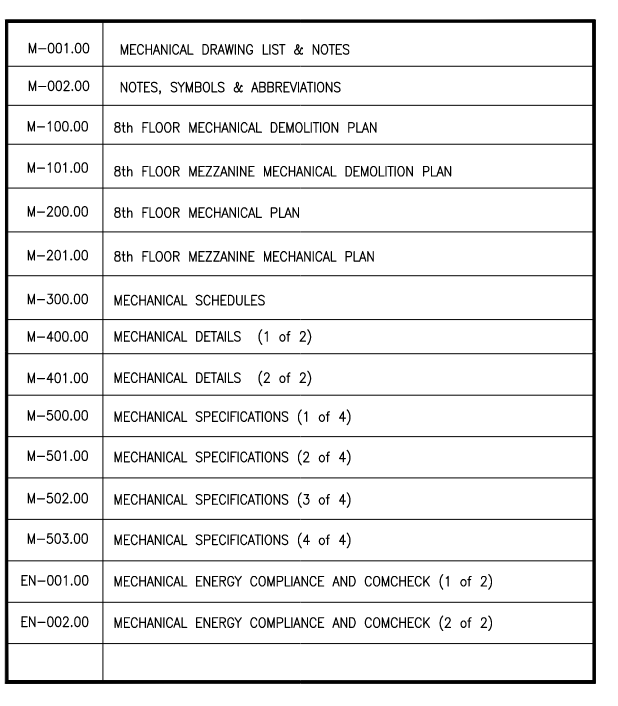 M-001.00 MECHANICAL DRAWING LIST & NOTES
M-002.00 NOTES, SYMBOLS & ABBREVIATIONS
M-100.00 8th FLOOR MECHANICAL DEMOLITION PLAN
M-101.00 8th FLOOR MEZZANINE MECHANICAL DEMOLITION PLAN
M-200.00 8th FLOOR MECHANICAL PLAN
M-201.00 8th FLOOR MEZZANINE MECHANICAL PLAN
M-300.00 MECHANICAL SCHEDULES
M-400.00 MECHANICAL DETAILS (1 of 2)
M-401.00 MECHANICAL DETAILS (2 of 2)
M-500.00 MECHANICAL SPECIFICATIONS (1 of 4)
M-501.00 MECHANICAL SPECIFICATIONS (2 of 4)
M-502.00 MECHANICAL SPECIFICATIONS (3 of 4)
M-503.00 MECHANICAL SPECIFICATIONS (4 of 4)
EN-001.00 MECHANICAL ENERGY COMPLIANCE AND COMCHECK (1 of 2)
EN-002.00 MECHANICAL ENERGY COMPLIANCE AND COMCHECK (2 of 2)